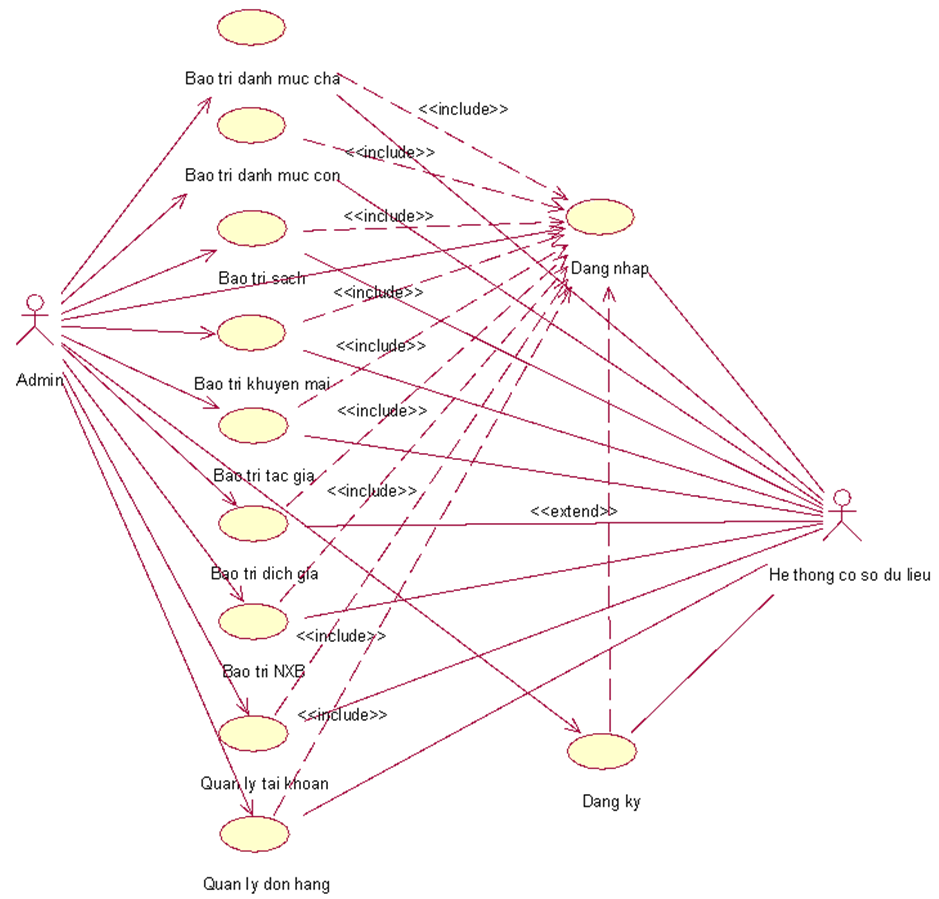 Bao tri danh muc cha
<<include>>
<<include>>
Bao tri danh muc con
<<include>>
Dang nhap
Bao tri sach
<<include>>
<<include>>
Admin
Bao tri khuyen mai
<<include>>
Bao tri tac gia
<<include>>
<<extend>>
Bao tri dich gia
He thong co so du lieu
<<include>>
Bao tri NXB
<<include>>
Quan ly tai khoan
Dang ky
Quan ly don hang